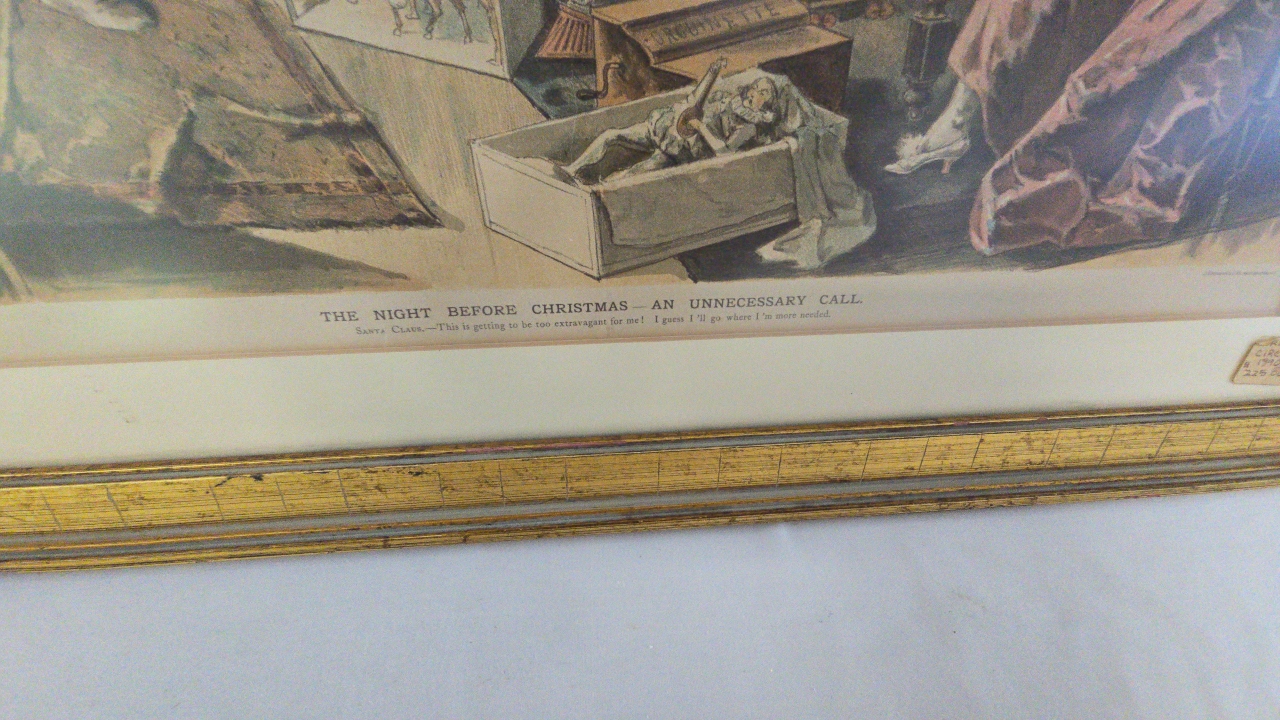 THE NIGHT BEFORE CHRISTMAS—AN UNNECESSARY CALL.
SANTA CLAUS.—This is getting to be too extravagant for me! I guess I'll go where I'm more needed.
CIRC